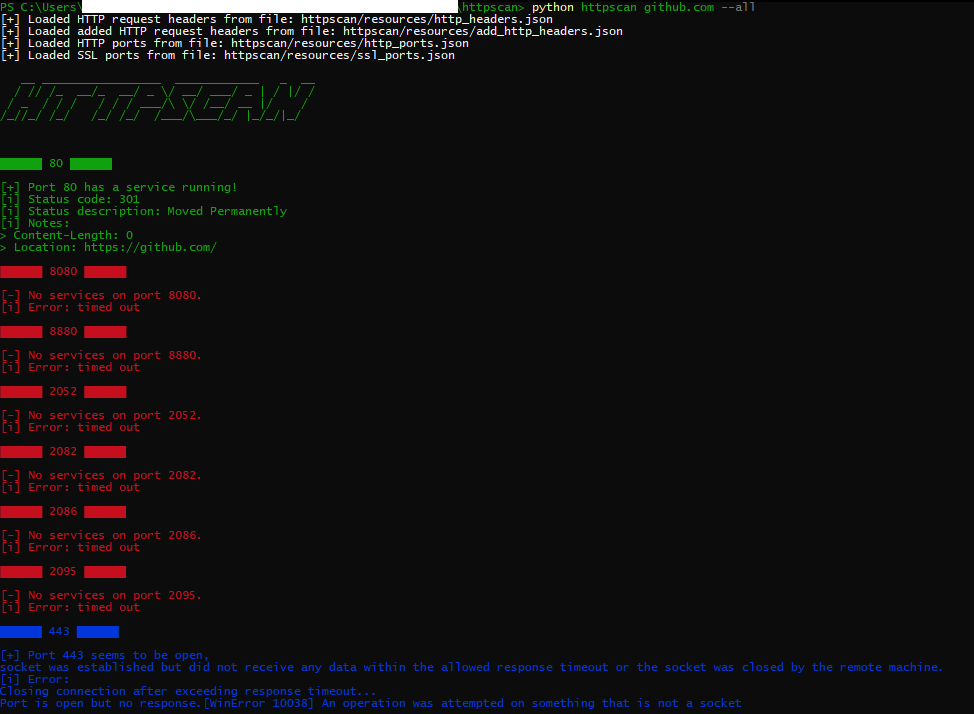 PS C:\Users\ \httpscan> python httpscan github.com --all
[+] Loaded HTTP request headers from file: httpscan/resources/http_headers.json
[+] Loaded added HTTP request headers from file: httpscan/resources/add_http_headers.json
[+] Loaded HTTP ports from file: httpscan/resources/http_ports.json
[+] Loaded SSL ports from file: httpscan/resources/ssl_ports.json
HTTPSCAN
80
[+] Port 80 has a service running!
[i] Status code: 301
[i] Status description: Moved Permanently
[i] Notes:
> Content-Length: 0
> Location: https://github.com/
8080
[-] No services on port 8080.
[i] Error: timed out
8880
[-] No services on port 8880.
[i] Error: timed out
2052
[-] No services on port 2052.
[i] Error: timed out
2082
[-] No services on port 2082.
[i] Error: timed out
2086
[-] No services on port 2086.
[i] Error: timed out
2095
[-] No services on port 2095.
[i] Error: timed out
443
[+] Port 443 seems to be open,
socket was established but did not receive any data within the allowed response timeout or the socket was closed by the remote machine.
[i] Error:
Closing connection after exceeding response timeout...
Port is open but no response.[WinError 10038] An operation was attempted on something that is not a socket